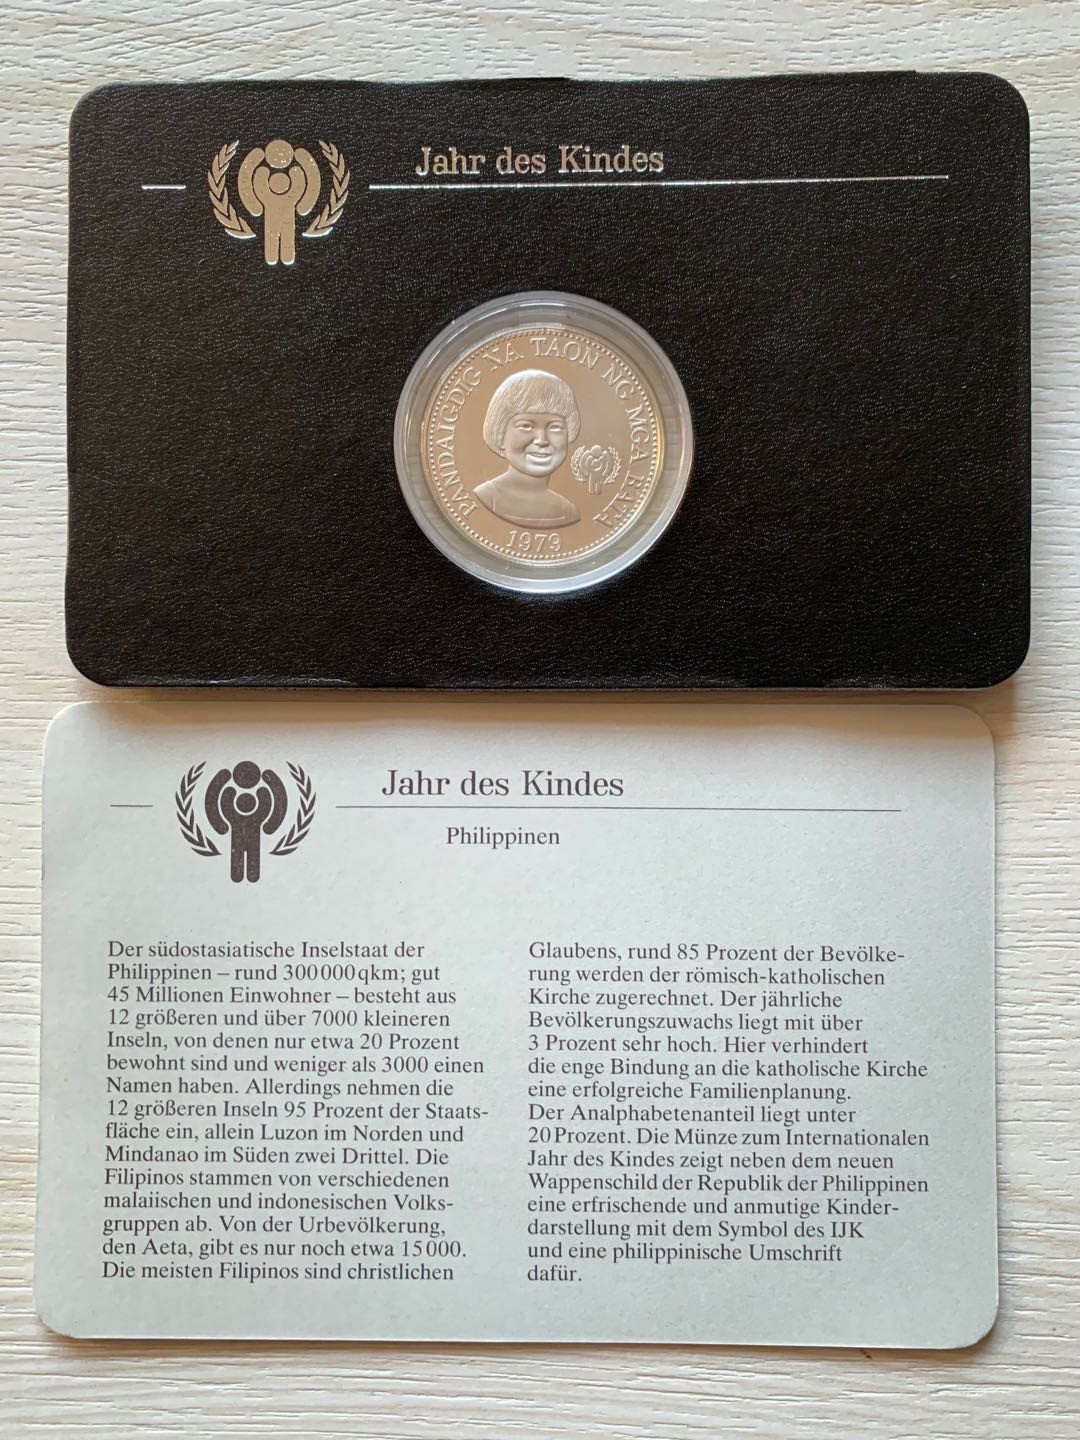 Jahr des Kindes
PANDAIGDIG NA TAON NG MGA BATA
1979
Jahr des Kindes
Philippinen
Der südostasiatische Inselstaat der
Philippinen – rund 300 000 qkm; gut
45 Millionen Einwohner – besteht aus
12 größeren und über 7000 kleineren
Inseln, von denen nur etwa 20 Prozent
bewohnt sind und weniger als 3000 einen
Namen haben. Allerdings nehmen die
12 größeren Inseln 95 Prozent der Staats-
fläche ein, allein Luzon im Norden und
Mindanao im Süden zwei Drittel. Die
Filipinos stammen von verschiedenen
malaiischen und indonesischen Volks-
gruppen ab. Von der Urbevölkerung,
den Aeta, gibt es nur noch etwa 15 000.
Die meisten Filipinos sind christlichen
Glaubens, rund 85 Prozent der Bevölke-
rung werden der römisch-katholischen
Kirche zugerechnet. Der jährliche
Bevölkerungszuwachs liegt mit über
3 Prozent sehr hoch. Hier verhindert
die enge Bindung an die katholische Kirche
eine erfolgreiche Familienplanung.
Der Analphabetenanteil liegt unter
20 Prozent. Die Münze zum Internationalen
Jahr des Kindes zeigt neben dem neuen
Wappenschild der Republik der Philippinen
eine erfrischende und anmutige Kinder-
darstellung mit dem Symbol des IJK
und eine philippinische Umschrift
dafür.